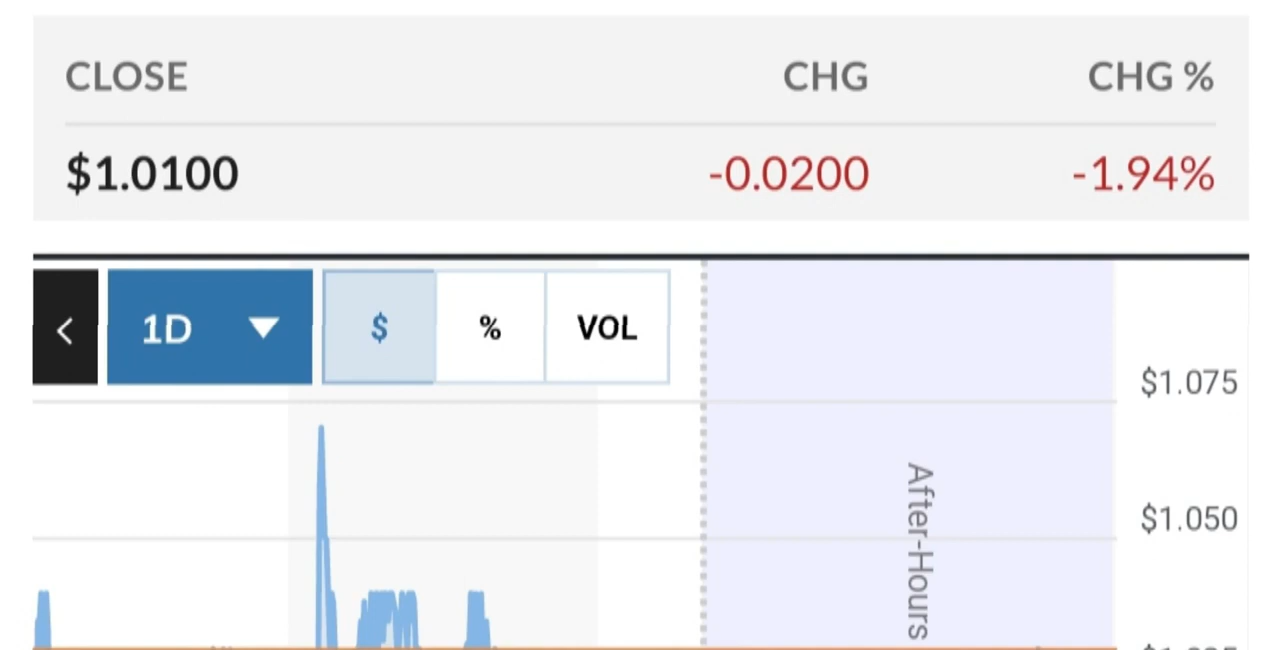 CLOSE CHG CHG %
$1.0100 -0.0200 -1.94%
1D $ % VOL
$1.075
$1.050
After-Hours